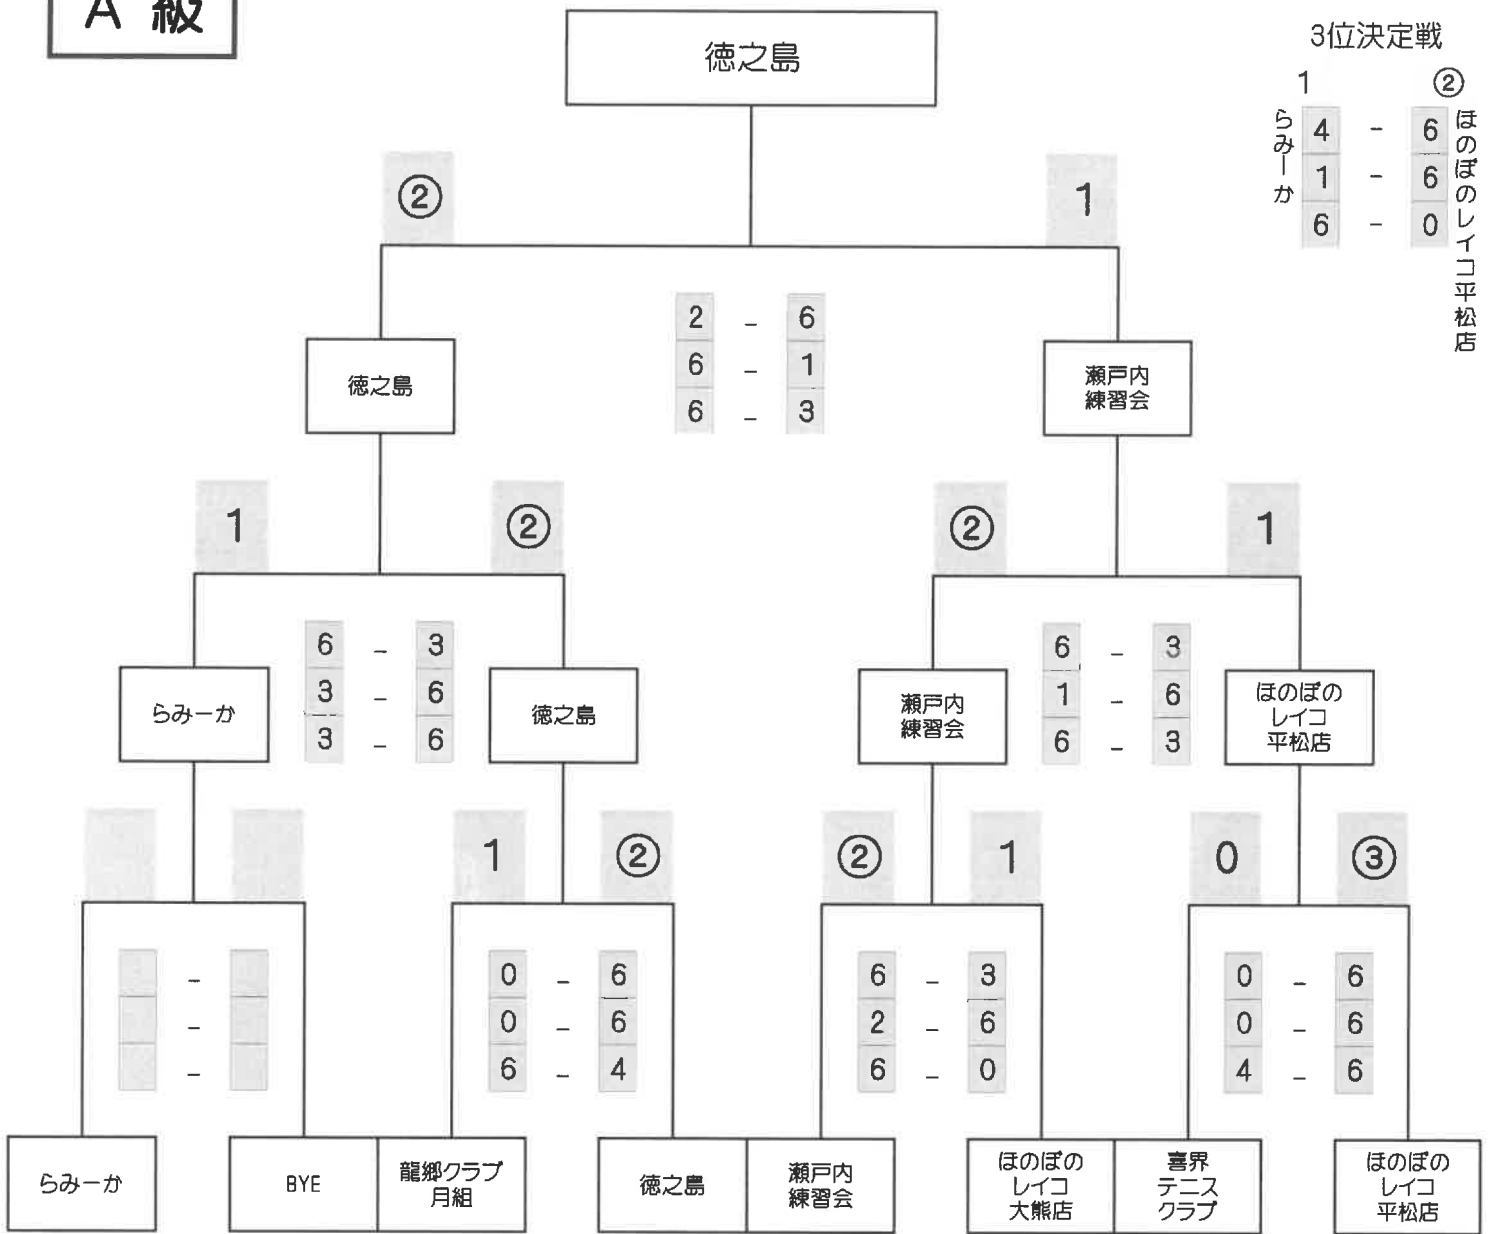 A 級
徳之島
3位決定戦
1 ②
らみーか
4 - 6
1 - 6
6 - 0
ほのぼのレイコ平松店
② 1
2 - 6
6 - 1
6 - 3
徳之島
瀬戸内
練習会
1 ② ② 1
6 - 3
3 - 6
3 - 6
6 - 3
1 - 6
6 - 3
らみーか
徳之島
瀬戸内
練習会
ほのぼの
レイコ
平松店
1 ② ② 1 0 ③
-
-
-
0 - 6
0 - 6
6 - 4
6 - 3
2 - 6
6 - 0
0 - 6
0 - 6
4 - 6
らみーか
BYE
龍郷クラブ
月組
徳之島
瀬戸内
練習会
ほのぼの
レイコ
大熊店
喜界
テニス
クラブ
ほのぼの
レイコ
平松店